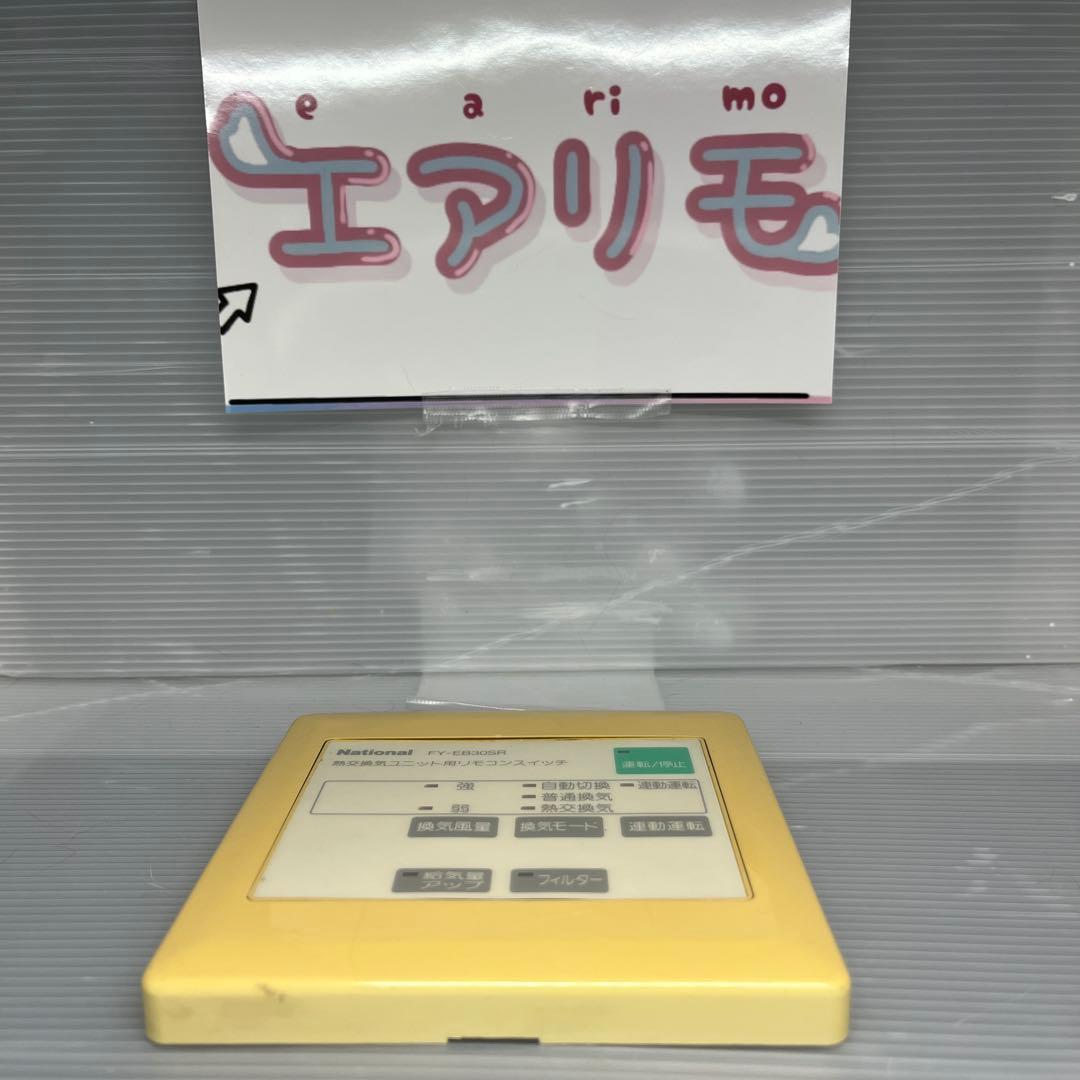 e a ri mo
エアリモ
National FY-EB30SR
熱交換気ユニット用リモコンスイッチ
運転/停止
強 自動切換 連動運転
普通換気
弱 熱交換気
換気風量 換気モード 連動運転
給気量
アップ フィルター